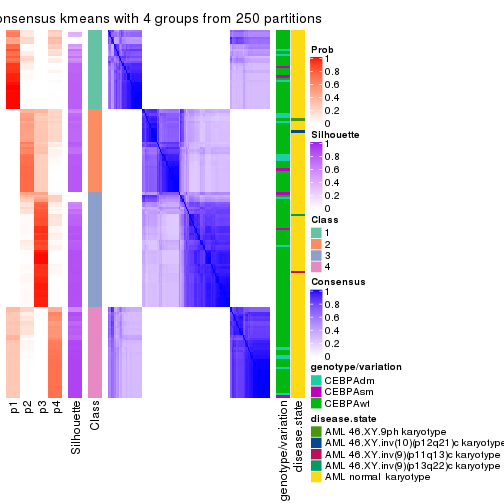 onsensus kmeans with 4 groups from 250 partitions
Prob
1
0.8
0.6
0.4
0.2
0
Silhouette
1
0.8
0.6
0.4
0.2
0
Class
1
2
3
4
Consensus
1
0.8
0.6
0.4
0.2
0
genotype/variation
CEBPAdm
CEBPAsm
CEBPAwt
disease.state
AML 46.XY.9ph karyotype
AML 46.XY.inv(10)(p12q21)c karyotype
AML 46.XY.inv(9)(p11q13)c karyotype
AML 46.XY.inv(9)(p13q22)c karyotype
AML normal karyotype
p1
p2
p3
p4
Silhouette
Class
genotype/variation
disease.state